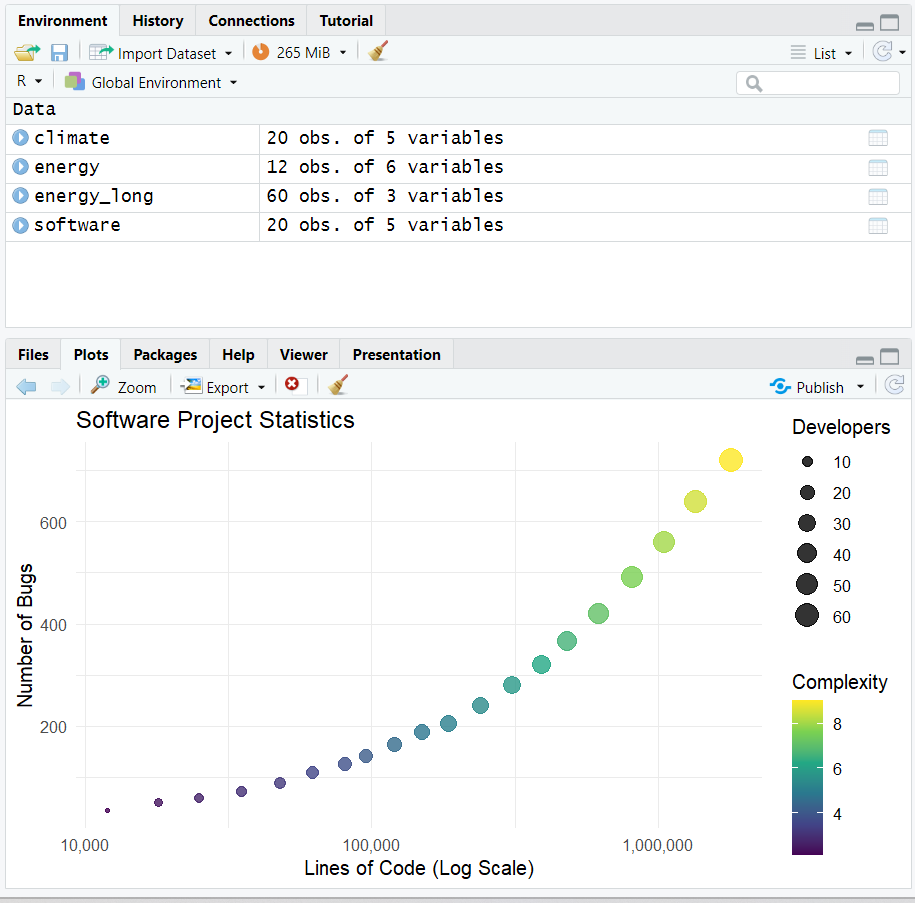 Environment History Connections Tutorial
Import Dataset 265 MiB List
R Global Environment
Data
climate 20 obs. of 5 variables
energy 12 obs. of 6 variables
energy_long 60 obs. of 3 variables
software 20 obs. of 5 variables
Files Plots Packages Help Viewer Presentation
Zoom Export Publish
Software Project Statistics
Number of Bugs
600
400
200
10,000 100,000 1,000,000
Lines of Code (Log Scale)
Developers
10
20
30
40
50
60
Complexity
8
6
4